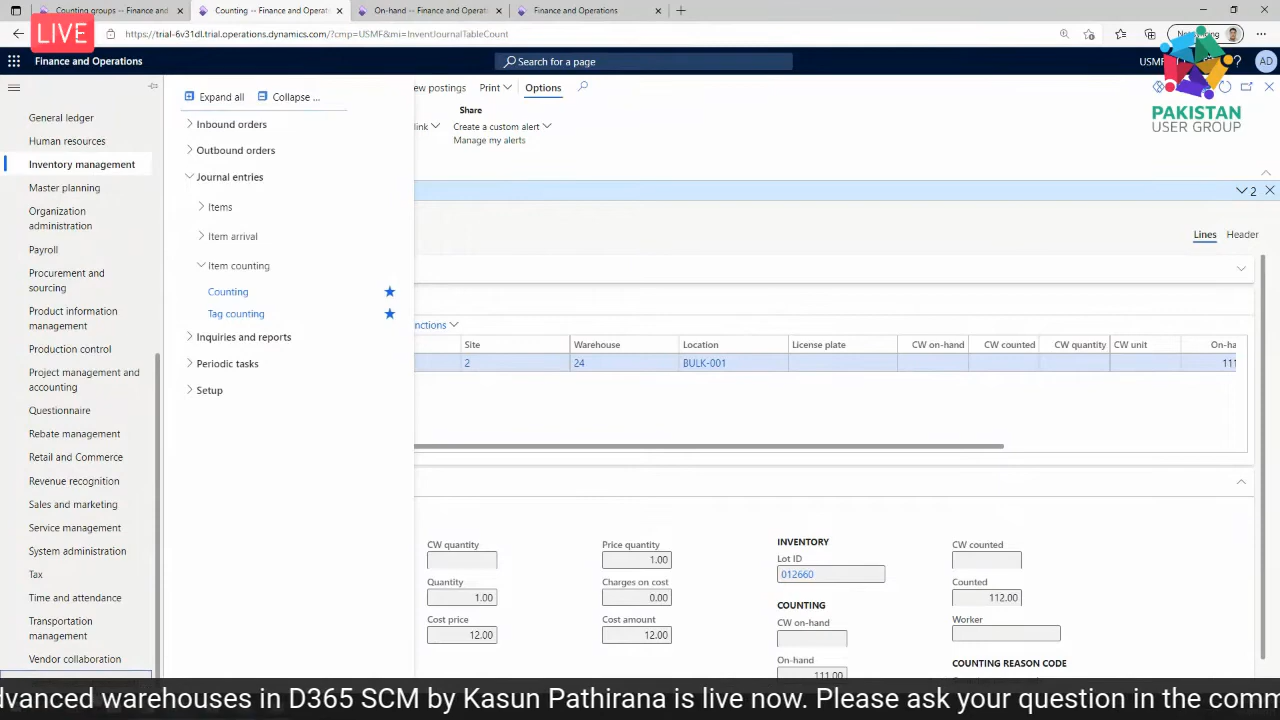 Counting groups -- Finance and
Counting -- Finance and Operati
On-hand -- Finance and Operati
Finance and Operations
LIVE
https://trial-6v31dl.trial.operations.dynamics.com/?cmp=USMF&mi=InventJournalTableCount
Finance and Operations
Search for a page
USMF
?
AD
PAKISTAN
USER GROUP
Expand all
Collapse ...
ew postings
Print
Options
Share
link
Create a custom alert
Manage my alerts
General ledger
Human resources
Inventory management
Master planning
Organization
administration
Payroll
Procurement and
sourcing
Product information
management
Production control
Project management and
accounting
Questionnaire
Rebate management
Retail and Commerce
Revenue recognition
Sales and marketing
Service management
System administration
Tax
Time and attendance
Transportation
management
Vendor collaboration
Inbound orders
Outbound orders
Journal entries
Items
Item arrival
Item counting
Counting
Tag counting
Inquiries and reports
Periodic tasks
Setup
2
Lines
Header
nctions
Site
Warehouse
Location
License plate
CW on-hand
CW counted
CW quantity
CW unit
On-ha
2
24
BULK-001
111
CW quantity
Quantity
1.00
Cost price
12.00
Price quantity
1.00
Charges on cost
0.00
Cost amount
12.00
INVENTORY
Lot ID
012660
COUNTING
CW on-hand
On-hand
111.00
CW counted
Counted
112.00
Worker
COUNTING REASON CODE
dvanced warehouses in D365 SCM by Kasun Pathirana is live now. Please ask your question in the comm